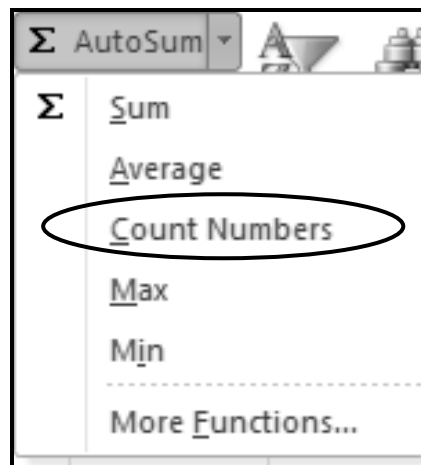 Σ AutoSum
Σ Sum
Average
Count Numbers
Max
Min
More Functions...